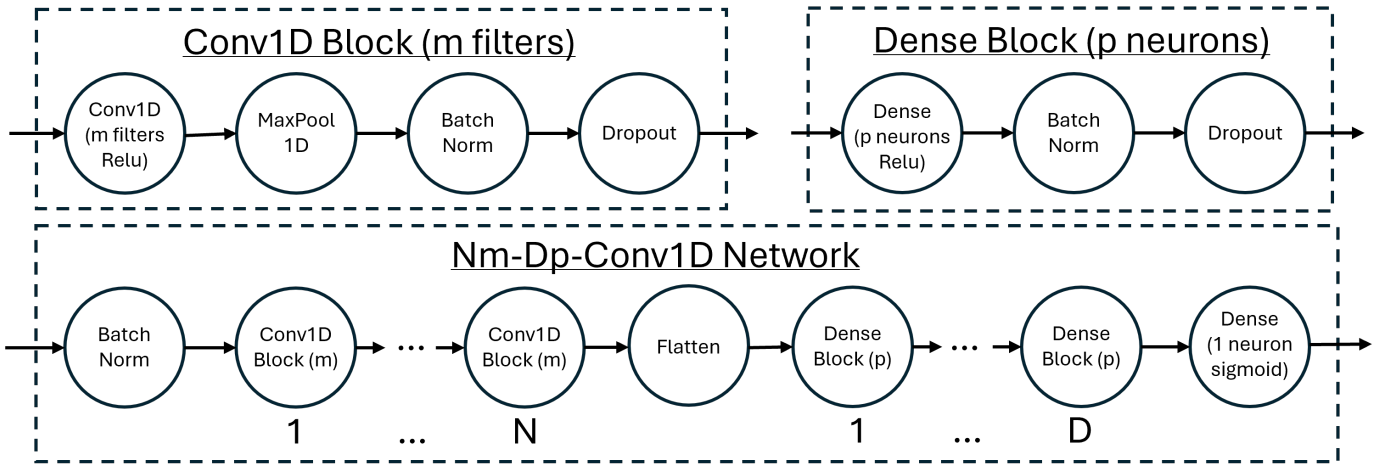 Conv1D Block (m filters)
Conv1D
(m filters
Relu)
MaxPool
1D
Batch
Norm
Dropout
Dense Block (p neurons)
Dense
(p neurons
Relu)
Batch
Norm
Dropout
Nm-Dp-Conv1D Network
Batch
Norm
Conv1D
Block (m)
...
Conv1D
Block (m)
Flatten
Dense
Block (p)
...
Dense
Block (p)
Dense
(1 neuron
sigmoid)
1 ... N 1 ... D